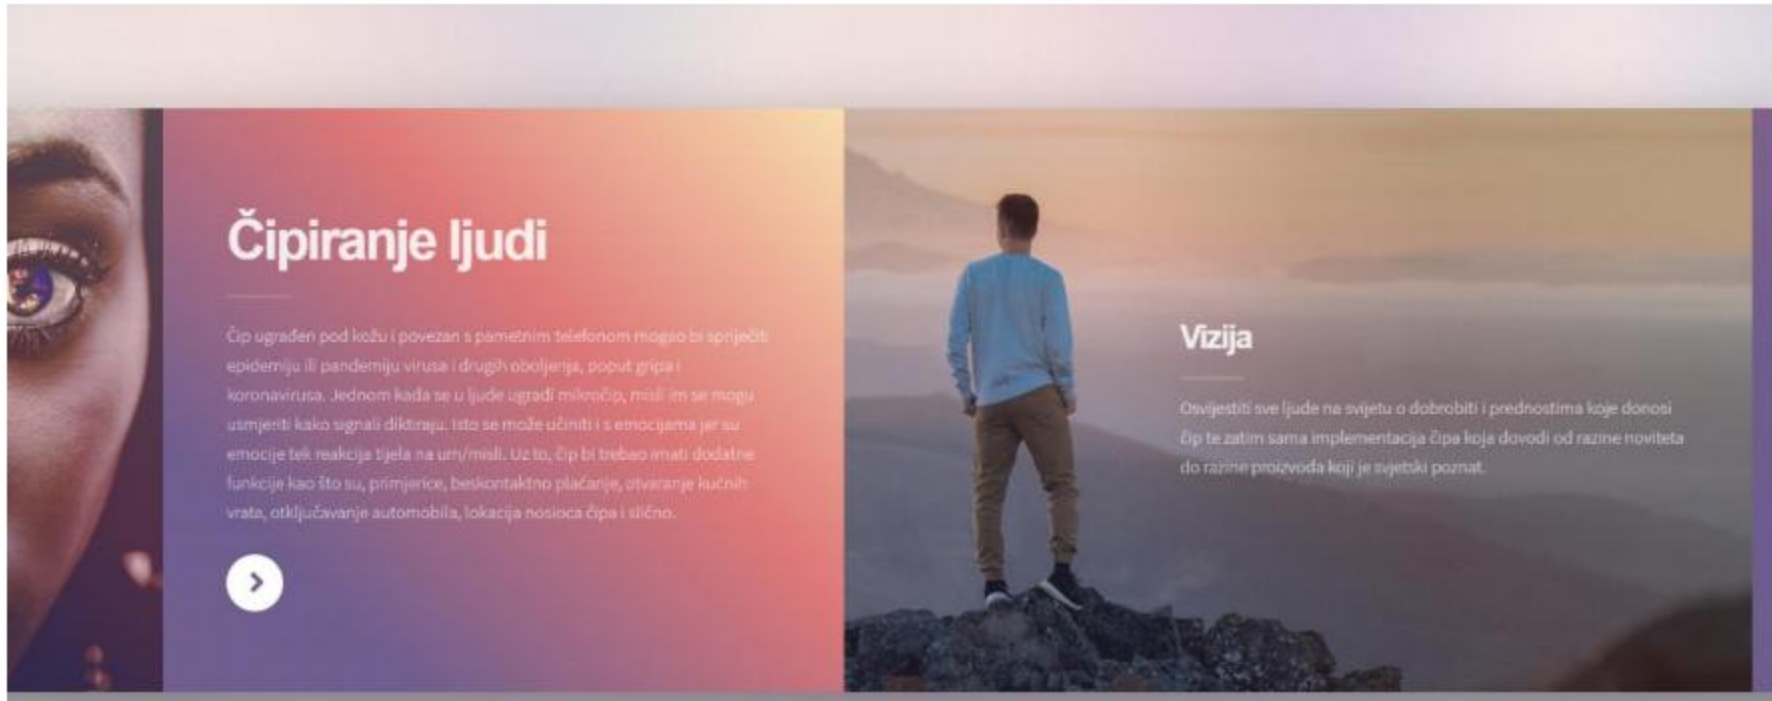 Čipiranje ljudi
Čip ugrađen pod kožu i povezan s pametnim telefonom mogao bi spriječiti
epidemiju ili pandemiju virusa i drugih oboljenja, poput gripa i
koronavirusa. Jednom kada se u ljude ugradi mikročip, misli im se mogu
usmjeriti kako signali diktiraju. Isto se može učiniti i s emocijama jer su
emocije tek reakcija tijela na um/misli. Uz to, čip bi trebao imati dodatne
funkcije kao što su, primjerice, beskontaktno plaćanje, otvaranje kućnih
vrata, otključavanje automobila, lokacija nosioca čipa i slično.
Vizija
Osvijestiti sve ljude na svijetu o dobrobiti i prednostima koje donosi
čip te zatim sama implementacija čipa koja dovodi od razine noviteta
do razine proizvoda koji je svjetski poznat.